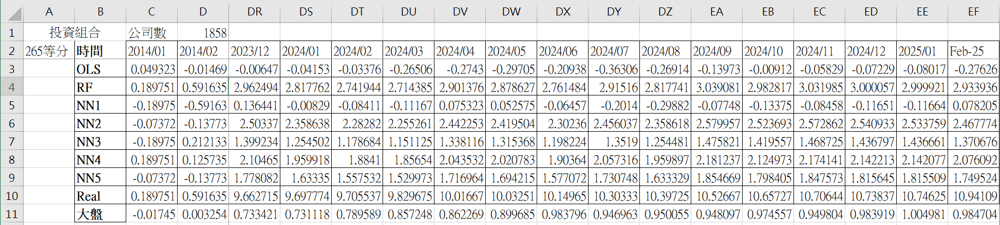 A B C D DR DS DT DU DV DW DX DY DZ EA EB EC ED EE EF
1 投資組合 公司數 1858
2 265等分 時間 2014/01 2014/02 2023/12 2024/01 2024/02 2024/03 2024/04 2024/05 2024/06 2024/07 2024/08 2024/09 2024/10 2024/11 2024/12 2025/01 Feb-25
3 OLS 0.049323 -0.01469 -0.00647 -0.04153 -0.03376 -0.26506 -0.2743 -0.29705 -0.20938 -0.36306 -0.26914 -0.13973 -0.00912 -0.05829 -0.07229 -0.08017 -0.27626
4 RF 0.189751 0.591635 2.962494 2.817762 2.741944 2.714385 2.901376 2.878627 2.761484 2.91516 2.817741 3.039081 2.982817 3.031985 3.000057 2.999921 2.933936
5 NN1 -0.18975 -0.59163 0.136441 -0.00829 -0.08411 -0.11167 0.075323 0.052575 -0.06457 -0.2014 -0.29882 -0.07748 -0.13375 -0.08458 -0.11651 -0.11664 0.078205
6 NN2 -0.07372 -0.13773 2.50337 2.358638 2.28282 2.255261 2.442253 2.419504 2.30236 2.456037 2.358618 2.579957 2.523693 2.572862 2.540933 2.533759 2.467774
7 NN3 -0.18975 0.212133 1.399234 1.254502 1.178684 1.151125 1.338116 1.315368 1.198224 1.3519 1.254481 1.475821 1.419557 1.468725 1.436797 1.436661 1.370676
8 NN4 0.189751 0.125735 2.10465 1.959918 1.8841 1.85654 2.043532 2.020783 1.90364 2.057316 1.959897 2.181237 2.124973 2.174141 2.142213 2.142077 2.076092
9 NN5 -0.07372 -0.13773 1.778082 1.63335 1.557532 1.529973 1.716964 1.694215 1.577072 1.730748 1.633329 1.854669 1.798405 1.847573 1.815645 1.815509 1.749524
10 Real 0.189751 0.591635 9.662715 9.697774 9.705537 9.829675 10.01667 10.03251 10.14965 10.30333 10.39725 10.52667 10.65727 10.70644 10.73837 10.74625 10.94109
11 大盤 -0.01745 0.003254 0.733421 0.731118 0.789589 0.857248 0.862269 0.899685 0.983796 0.946963 0.950055 0.948097 0.974557 0.949804 0.983919 1.004981 0.984704